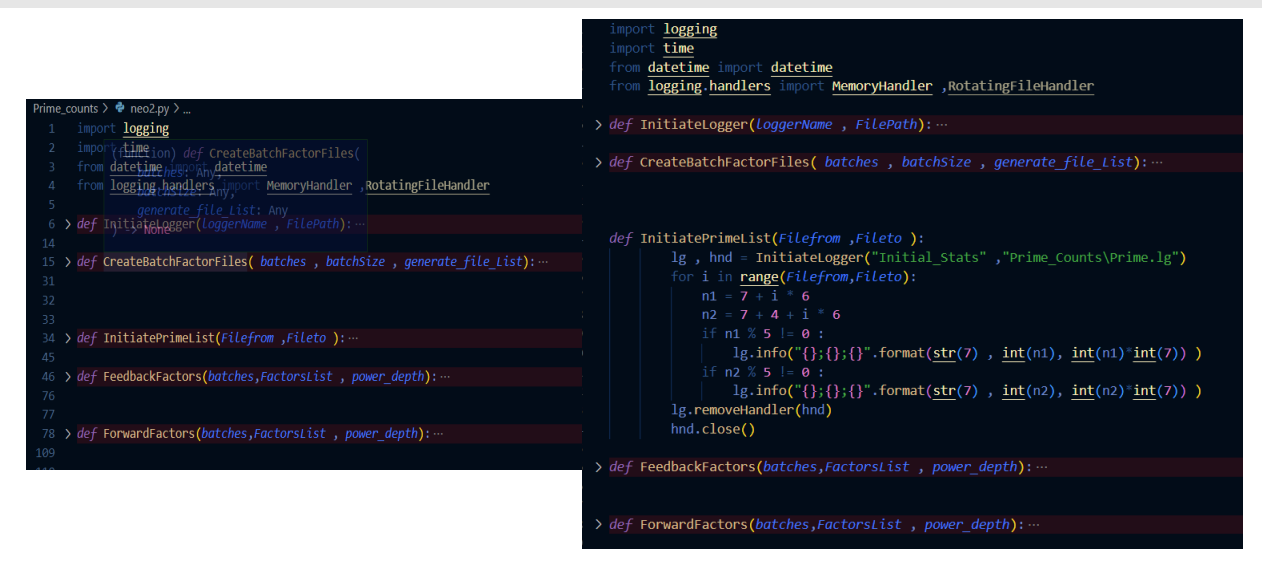 Prime_counts > neo2.py > ...
1 import logging
2 import time
3 from datetime import datetime
4 from logging.handlers import MemoryHandler ,RotatingFileHandler
5
6 > def InitiateLogger(loggerName , FilePath): ···
14
15 > def CreateBatchFactorFiles( batches , batchSize , generate_file_List): ···
31
32
33
34 > def InitiatePrimeList(Filefrom ,Fileto ): ···
45
46 > def FeedbackFactors(batches,FactorsList , power_depth): ···
76
77
78 > def ForwardFactors(batches,FactorsList , power_depth): ···
109
(function) def CreateBatchFactorFiles(
batches: Any,
batchSize: Any,
generate_file_List: Any
) -> None
import logging
import time
from datetime import datetime
from logging.handlers import MemoryHandler ,RotatingFileHandler
> def InitiateLogger(loggerName , FilePath): ···
> def CreateBatchFactorFiles( batches , batchSize , generate_file_List): ···
def InitiatePrimeList(Filefrom ,Fileto ):
lg , hnd = InitiateLogger("Initial_Stats" ,"Prime_Counts\Prime.lg")
for i in range(Filefrom,Fileto):
n1 = 7 + i * 6
n2 = 7 + 4 + i * 6
if n1 % 5 != 0 :
lg.info("{};{};{}".format(str(7) , int(n1), int(n1)*int(7)) )
if n2 % 5 != 0 :
lg.info("{};{};{}".format(str(7) , int(n2), int(n2)*int(7)) )
lg.removeHandler(hnd)
hnd.close()
> def FeedbackFactors(batches,FactorsList , power_depth): ···
> def ForwardFactors(batches,FactorsList , power_depth): ···